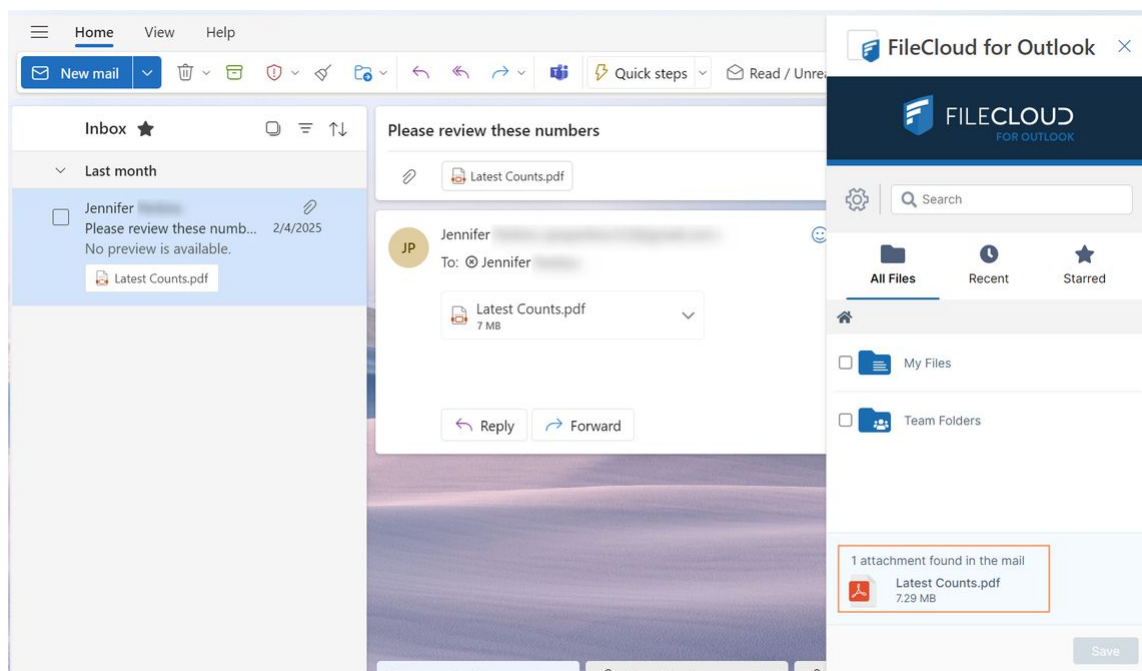 Home View Help
New mail
Quick steps
Read / Unrea
Inbox
Last month
Jennifer
Please review these numb... 2/4/2025
No preview is available.
Latest Counts.pdf
Please review these numbers
Latest Counts.pdf
JP
Jennifer
To: Jennifer
Latest Counts.pdf
7 MB
Reply Forward
FileCloud for Outlook
FILECLOUD
FOR OUTLOOK
Search
All Files Recent Starred
My Files
Team Folders
1 attachment found in the mail
Latest Counts.pdf
7.29 MB
Save